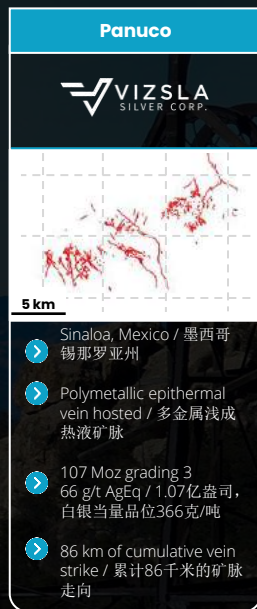 Panuco
VIZSLA
SILVER CORP.
5 km
Sinaloa, Mexico / 墨西哥
锡那罗亚州
Polymetallic epithermal
vein hosted / 多金属浅成
热液矿脉
107 Moz grading 3
66 g/t AgEq / 1.07亿盎司，
白银当量品位366克/吨
86 km of cumulative vein
strike / 累计86千米的矿脉
走向